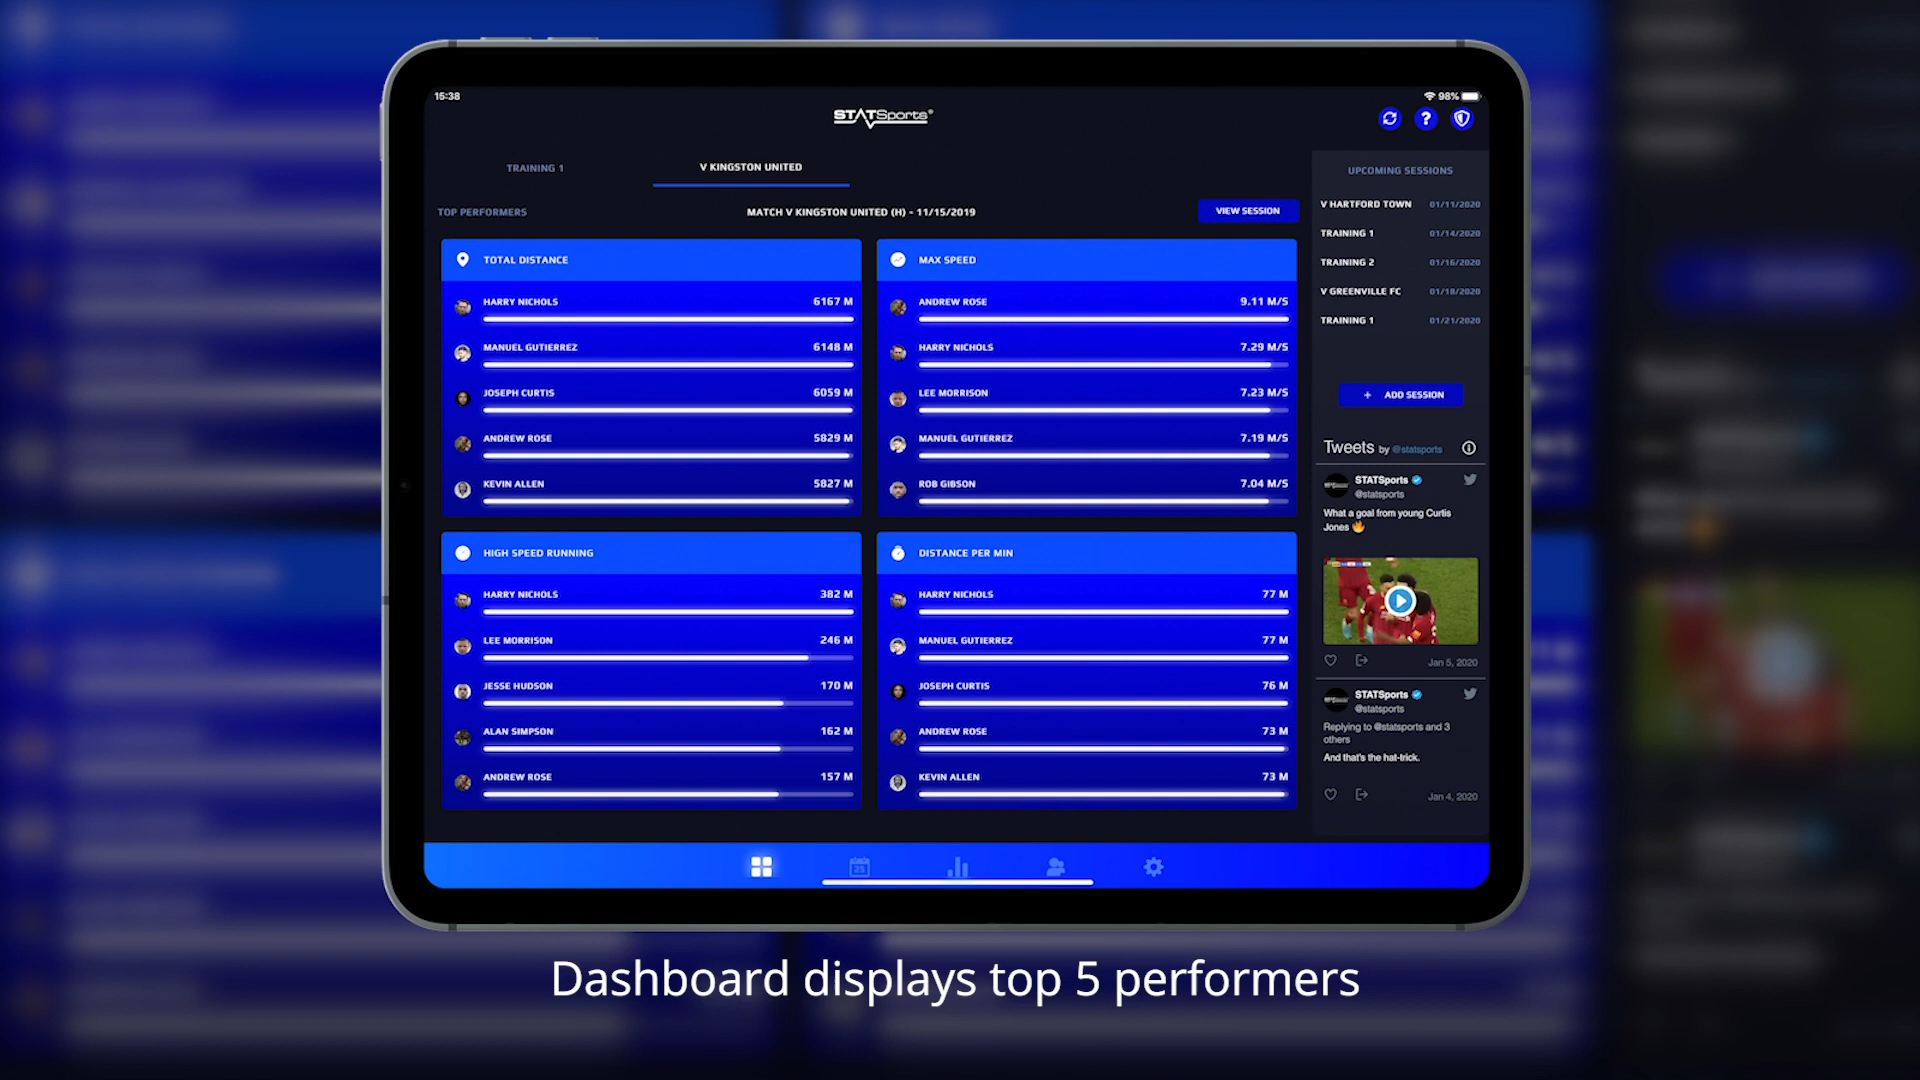 15:38
98%
STATSports®
TRAINING 1
V KINGSTON UNITED
TOP PERFORMERS
MATCH V KINGSTON UNITED (H) - 11/15/2019
VIEW SESSION
TOTAL DISTANCE
HARRY NICHOLS 6167 M
MANUEL GUTIERREZ 6148 M
JOSEPH CURTIS 6059 M
ANDREW ROSE 5829 M
KEVIN ALLEN 5827 M
MAX SPEED
ANDREW ROSE 9.11 M/S
HARRY NICHOLS 7.29 M/S
LEE MORRISON 7.23 M/S
MANUEL GUTIERREZ 7.19 M/S
ROB GIBSON 7.04 M/S
HIGH SPEED RUNNING
HARRY NICHOLS 382 M
LEE MORRISON 246 M
JESSE HUDSON 170 M
ALAN SIMPSON 162 M
ANDREW ROSE 157 M
DISTANCE PER MIN
HARRY NICHOLS 77 M
MANUEL GUTIERREZ 77 M
JOSEPH CURTIS 76 M
ANDREW ROSE 73 M
KEVIN ALLEN 73 M
UPCOMING SESSIONS
V HARTFORD TOWN 01/11/2020
TRAINING 1 01/14/2020
TRAINING 2 01/16/2020
V GREENVILLE FC 01/18/2020
TRAINING 1 01/21/2020
+ ADD SESSION
Tweets by @statsports
STATSports
@statsports
What a goal from young Curtis
Jones 🔥
Jan 5, 2020
STATSports
@statsports
Replying to @statsports and 3
others
And that's the hat-trick.
Jan 4, 2020
25
Dashboard displays top 5 performers